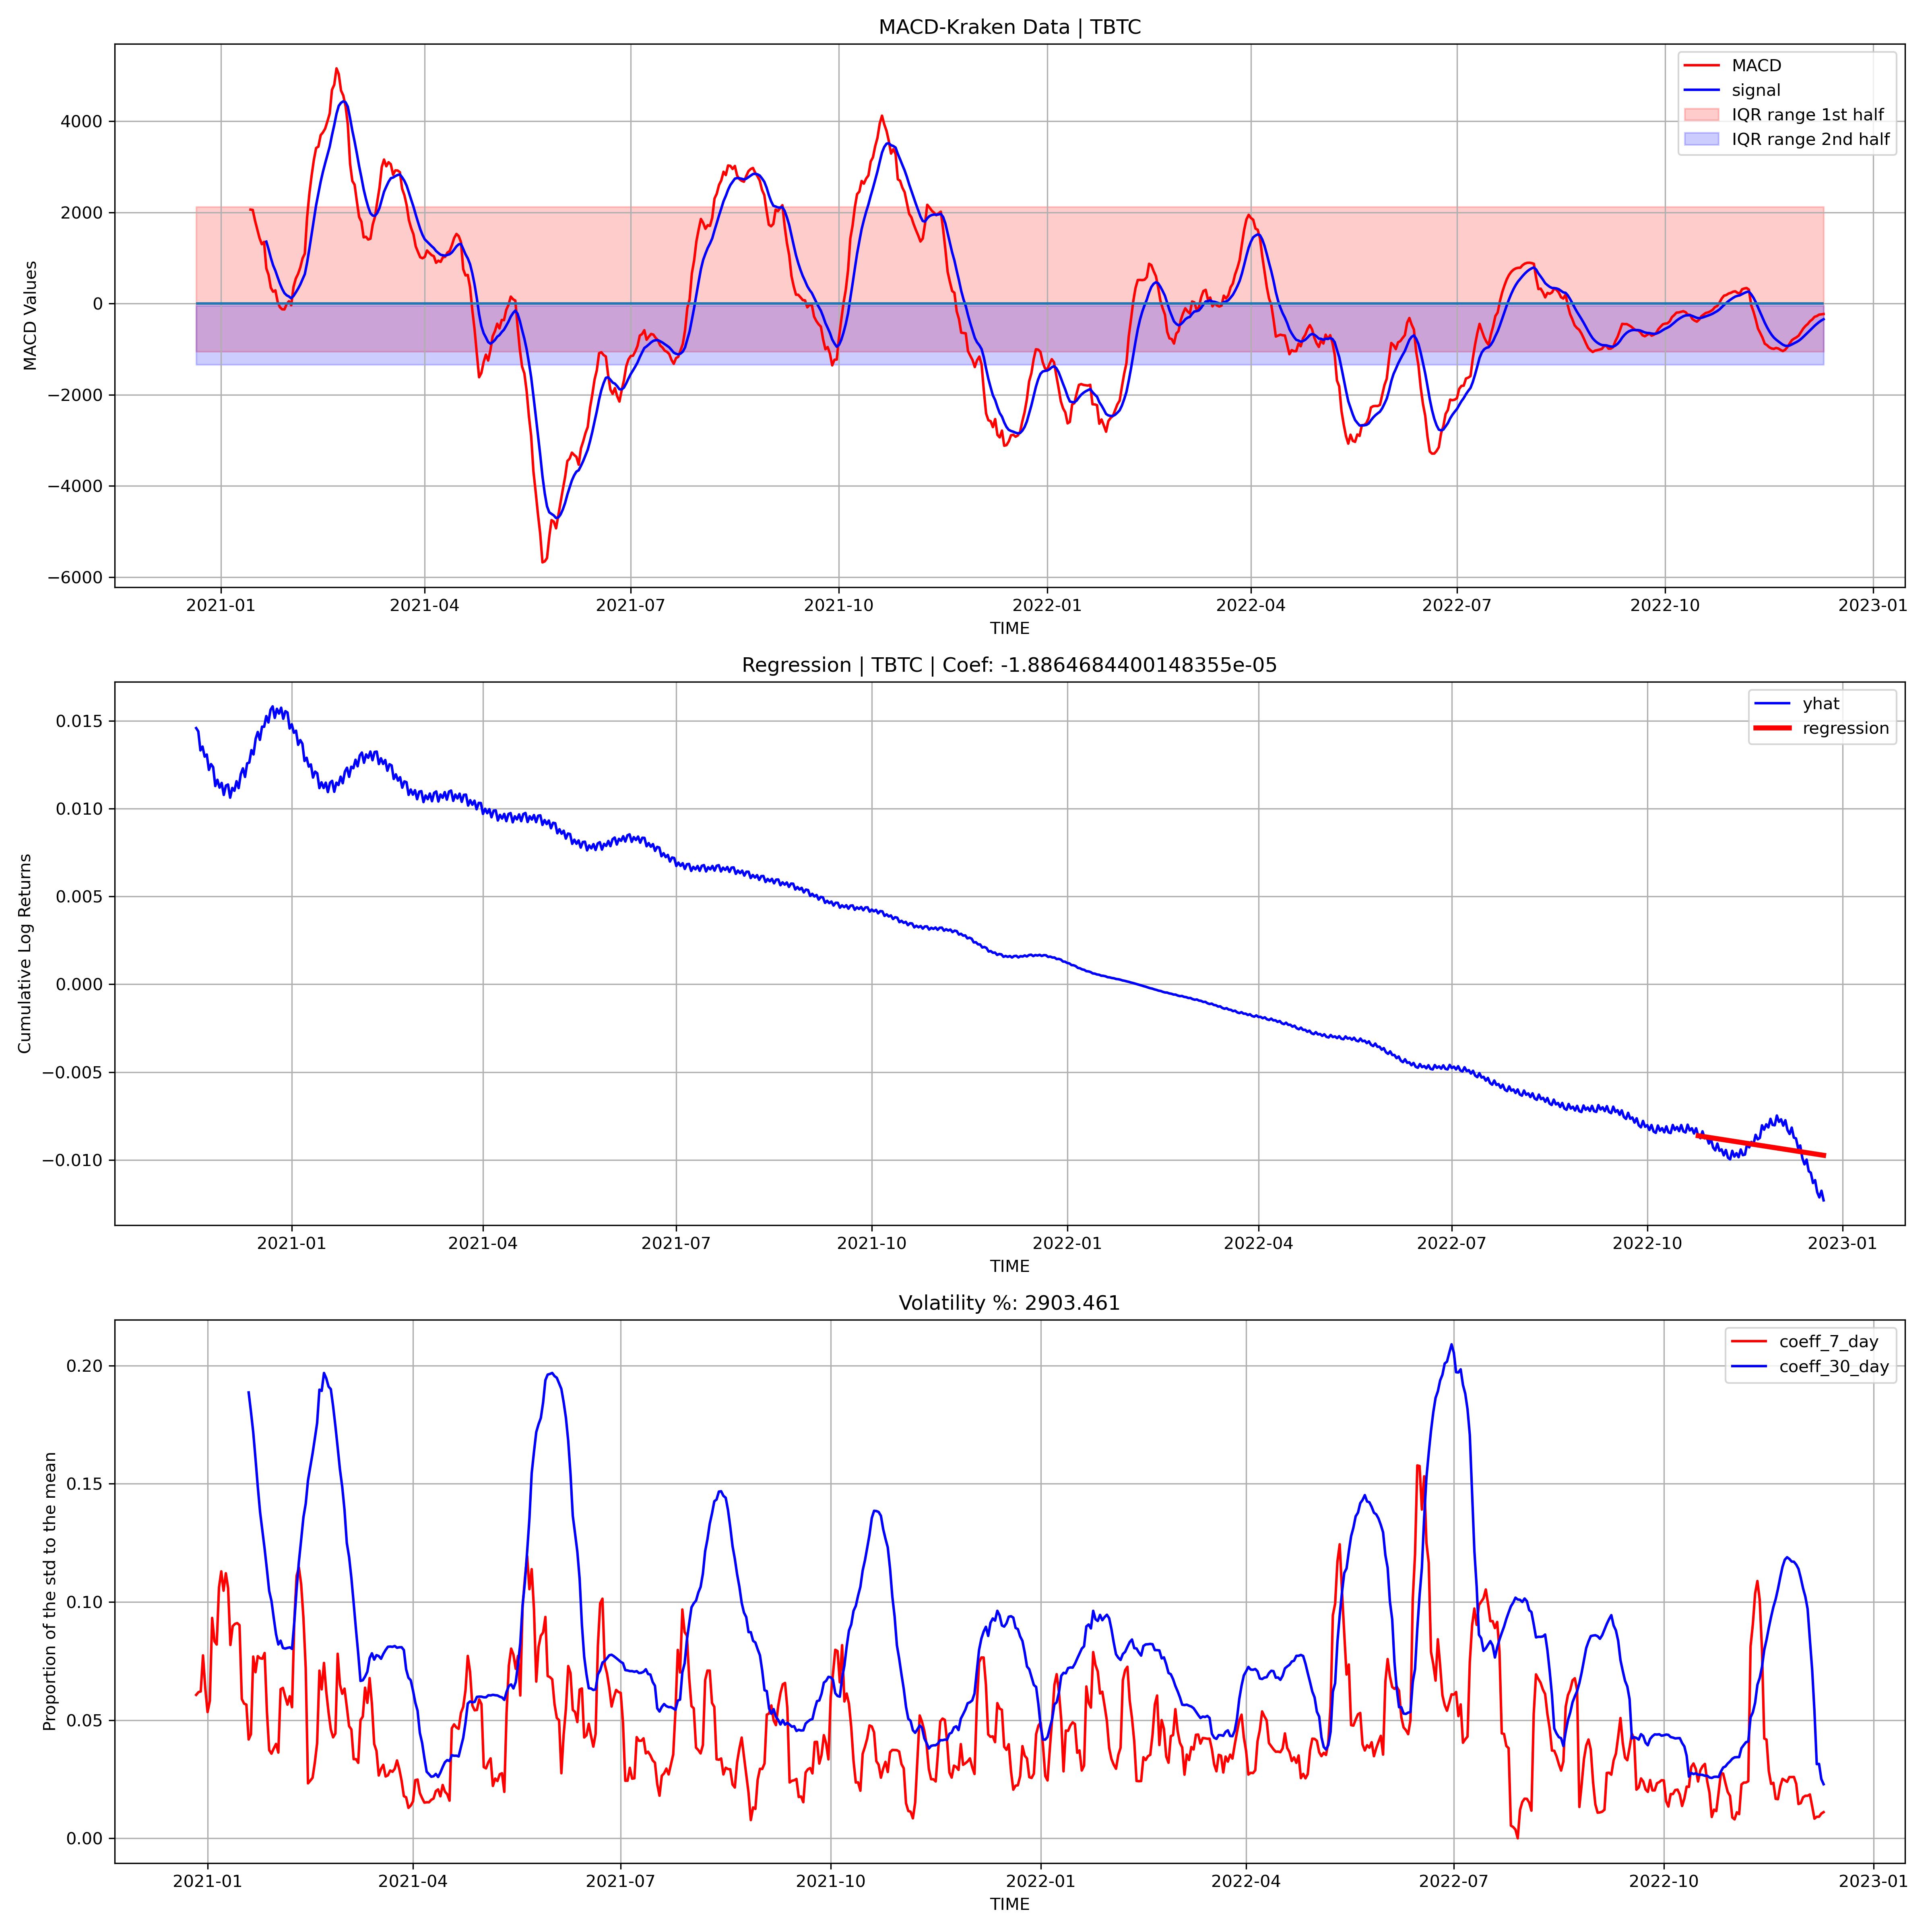 MACD-Kraken Data | TBTC
MACD
signal
IQR range 1st half
IQR range 2nd half
MACD Values
4000
2000
0
−2000
−4000
−6000
2021-01 2021-04 2021-07 2021-10 2022-01 2022-04 2022-07 2022-10 2023-01
TIME
Regression | TBTC | Coef: -1.8864684400148355e-05
yhat
regression
Cumulative Log Returns
0.015
0.010
0.005
0.000
−0.005
−0.010
2021-01 2021-04 2021-07 2021-10 2022-01 2022-04 2022-07 2022-10 2023-01
TIME
Volatility %: 2903.461
coeff_7_day
coeff_30_day
Proportion of the std to the mean
0.20
0.15
0.10
0.05
0.00
2021-01 2021-04 2021-07 2021-10 2022-01 2022-04 2022-07 2022-10 2023-01
TIME